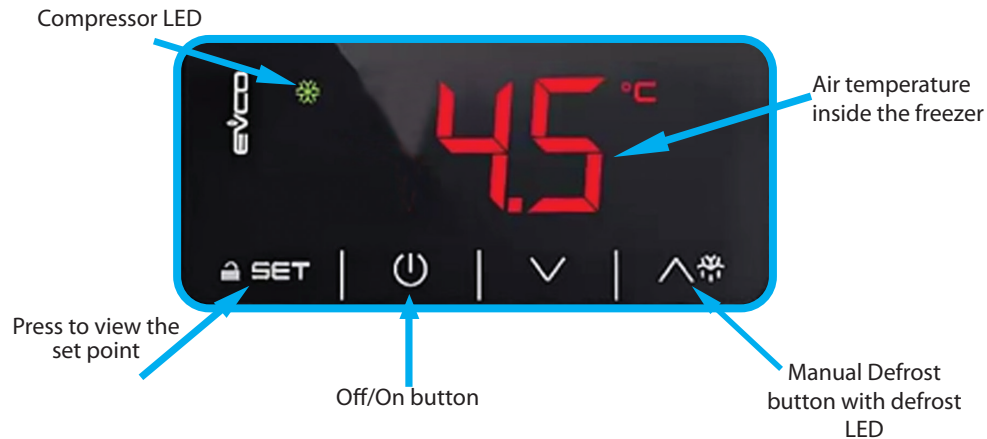 Compressor LED
EVCO
4.5 °C
Air temperature
inside the freezer
SET
Press to view the
set point
Off/On button
Manual Defrost
button with defrost
LED